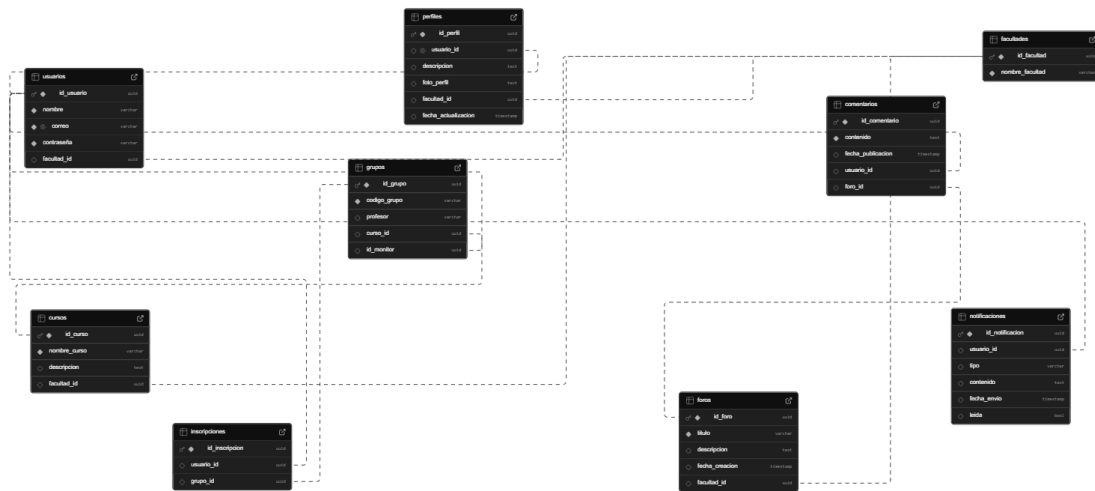 perfiles
id_perfil uuid
usuario_id uuid
descripcion text
foto_perfil text
facultad_id uuid
fecha_actualizacion timestamp
facultades
id_facultad uuid
nombre_facultad varchar
usuarios
id_usuario uuid
nombre varchar
correo varchar
contraseña varchar
facultad_id uuid
comentarios
id_comentario uuid
contenido text
fecha_publicacion timestamp
usuario_id uuid
foro_id uuid
grupos
id_grupo uuid
codigo_grupo varchar
profesor varchar
curso_id uuid
id_monitor uuid
cursos
id_curso uuid
nombre_curso varchar
descripcion text
facultad_id uuid
notificaciones
id_notificacion uuid
usuario_id uuid
tipo varchar
contenido text
fecha_envio timestamp
leida bool
foros
id_foro uuid
titulo varchar
descripcion text
fecha_creacion timestamp
facultad_id uuid
inscripciones
id_inscripcion uuid
usuario_id uuid
grupo_id uuid